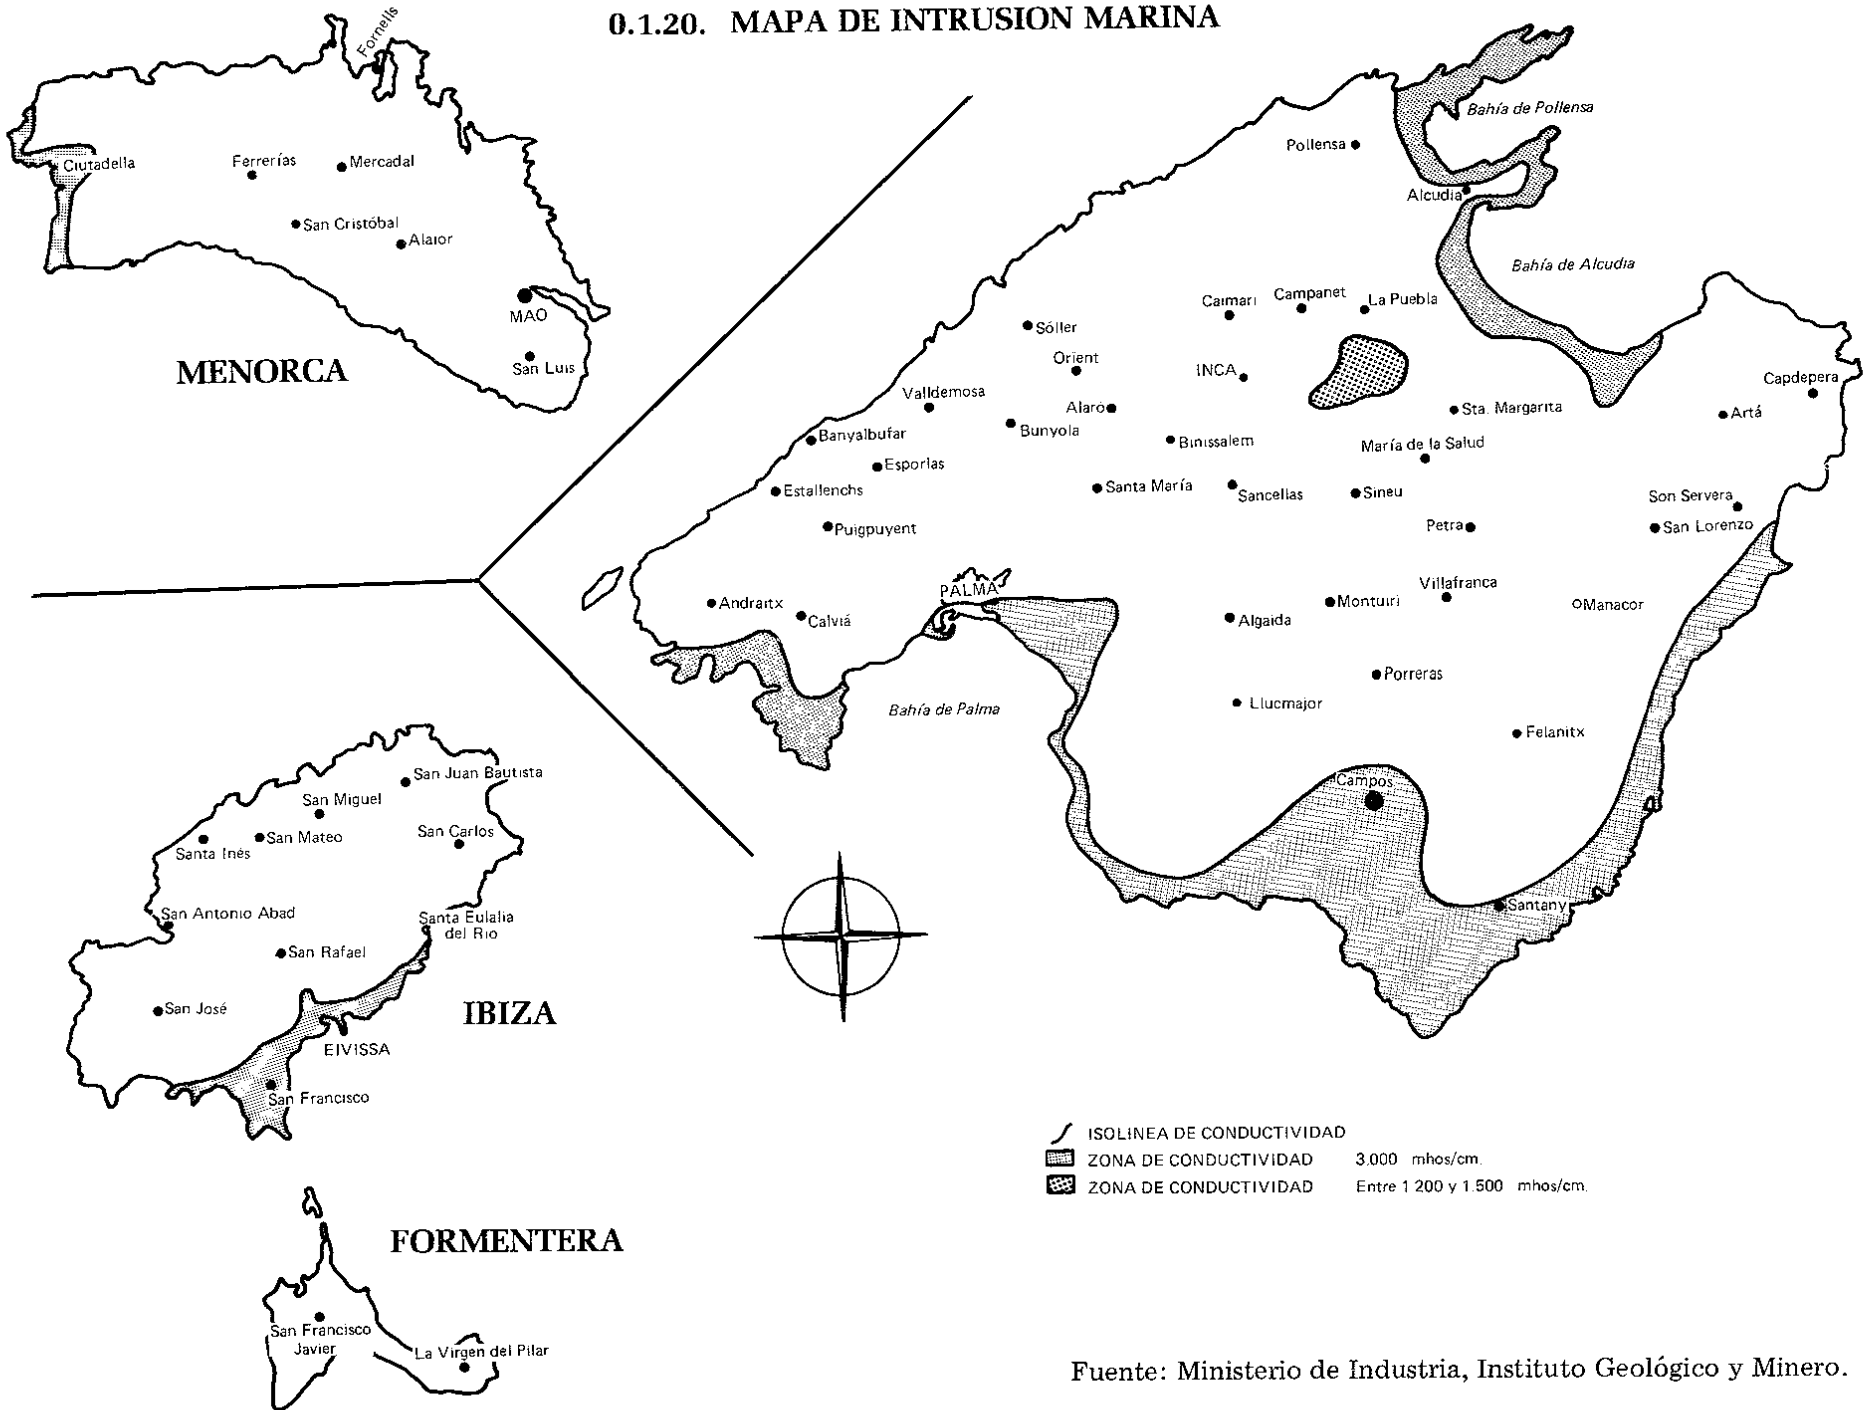 0.1.20. MAPA DE INTRUSION MARINA
Fornells
Ciutadella
Ferrerías
Mercadal
San Cristóbal
Alaior
MAO
San Luis
MENORCA
Bahía de Pollensa
Pollensa
Alcudia
Bahía de Alcudia
Caimari
Campanet
La Puebla
Sóller
Orient
INCA
Capdepera
Valldemosa
Alaró
Sta. Margarita
Artá
Bunyola
Banyalbufar
Binissalem
María de la Salud
Esporlas
Estallenchs
Santa María
Sancellas
Sineu
Son Servera
Puigpuyent
Petra
San Lorenzo
PALMA
Villafranca
Andraitx
Calviá
Algaida
Montuiri
Manacor
Porreras
Bahía de Palma
Llucmajor
Felanitx
Campos
Santany
San Juan Bautista
San Miguel
San Mateo
San Carlos
Santa Inés
San Antonio Abad
Santa Eulalia
del Rio
San Rafael
San José
IBIZA
EIVISSA
San Francisco
ISOLINEA DE CONDUCTIVIDAD
ZONA DE CONDUCTIVIDAD 3.000 mhos/cm.
ZONA DE CONDUCTIVIDAD Entre 1 200 y 1.500 mhos/cm.
FORMENTERA
San Francisco
Javier
La Virgen del Pilar
Fuente: Ministerio de Industria, Instituto Geológico y Minero.